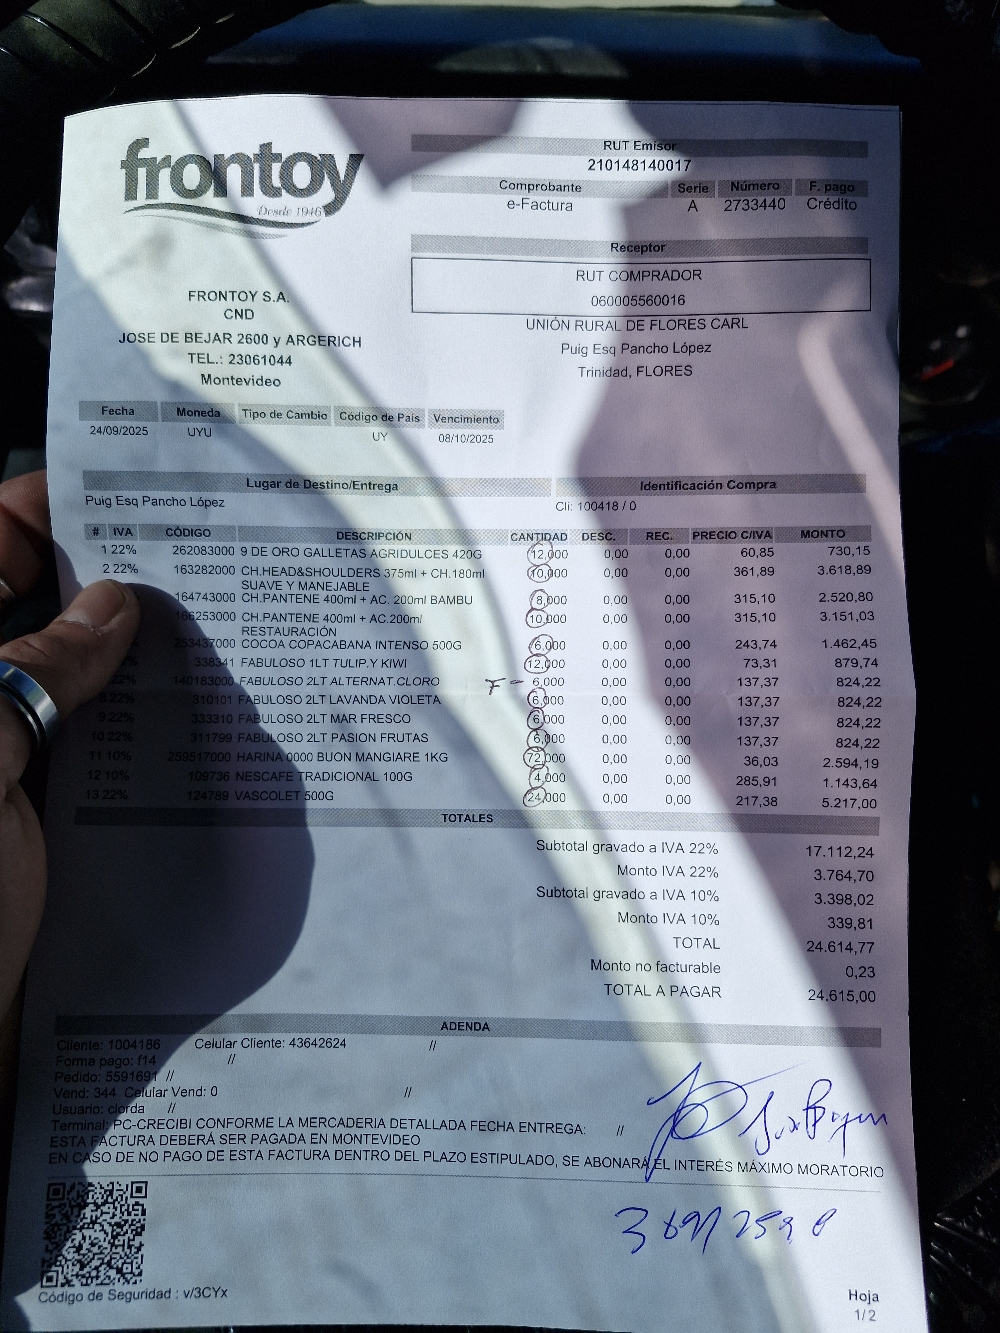 frontoy
Desde 1946
RUT Emisor
210148140017
Comprobante Serie Número F. pago
e-Factura A 2733440 Crédito
Receptor
RUT COMPRADOR
060005560016
UNIÓN RURAL DE FLORES CARL
Puig Esq Pancho López
Trinidad, FLORES
FRONTOY S.A.
CND
JOSE DE BEJAR 2600 y ARGERICH
TEL.: 23061044
Montevideo
Fecha Moneda Tipo de Cambio Código de País Vencimiento
24/09/2025 UYU UY 08/10/2025
Lugar de Destino/Entrega Identificación Compra
Puig Esq Pancho López Cli: 100418 / 0
# IVA CÓDIGO DESCRIPCIÓN CANTIDAD DESC. REC. PRECIO C/IVA MONTO
1 22% 262083000 9 DE ORO GALLETAS AGRIDULCES 420G 12,000 0,00 0,00 60,85 730,15
2 22% 163282000 CH.HEAD&SHOULDERS 375ml + CH.180ml 10,000 0,00 0,00 361,89 3.618,89
SUAVE Y MANEJABLE
164743000 CH.PANTENE 400ml + AC. 200ml BAMBU 8,000 0,00 0,00 315,10 2.520,80
166253000 CH.PANTENE 400ml + AC.200ml 10,000 0,00 0,00 315,10 3.151,03
RESTAURACIÓN
253437000 COCOA COPACABANA INTENSO 500G 6,000 0,00 0,00 243,74 1.462,45
338341 FABULOSO 1LT TULIP.Y KIWI 12,000 0,00 0,00 73,31 879,74
22% 140183000 FABULOSO 2LT ALTERNAT.CLORO F- 6,000 0,00 0,00 137,37 824,22
8 22% 310101 FABULOSO 2LT LAVANDA VIOLETA 6,000 0,00 0,00 137,37 824,22
9 22% 333310 FABULOSO 2LT MAR FRESCO 6,000 0,00 0,00 137,37 824,22
10 22% 311799 FABULOSO 2LT PASION FRUTAS 6,000 0,00 0,00 137,37 824,22
11 10% 259517000 HARINA 0000 BUON MANGIARE 1KG 72,000 0,00 0,00 36,03 2.594,19
12 10% 109736 NESCAFE TRADICIONAL 100G 4,000 0,00 0,00 285,91 1.143,64
13 22% 124789 VASCOLET 500G 24,000 0,00 0,00 217,38 5.217,00
TOTALES
Subtotal gravado a IVA 22% 17.112,24
Monto IVA 22% 3.764,70
Subtotal gravado a IVA 10% 3.398,02
Monto IVA 10% 339,81
TOTAL 24.614,77
Monto no facturable 0,23
TOTAL A PAGAR 24.615,00
ADENDA
Cliente: 1004186 Celular Cliente: 43642624 //
Forma pago: f14 //
Pedido: 5591691 //
Vend: 344 Celular Vend: 0 //
Usuario: clorda //
Terminal: PC-CRECIBI CONFORME LA MERCADERIA DETALLADA FECHA ENTREGA: //
ESTA FACTURA DEBERÁ SER PAGADA EN MONTEVIDEO
EN CASO DE NO PAGO DE ESTA FACTURA DENTRO DEL PLAZO ESTIPULADO, SE ABONARÁ EL INTERÉS MÁXIMO MORATORIO
Código de Seguridad : v/3CYx
Hoja
1/2